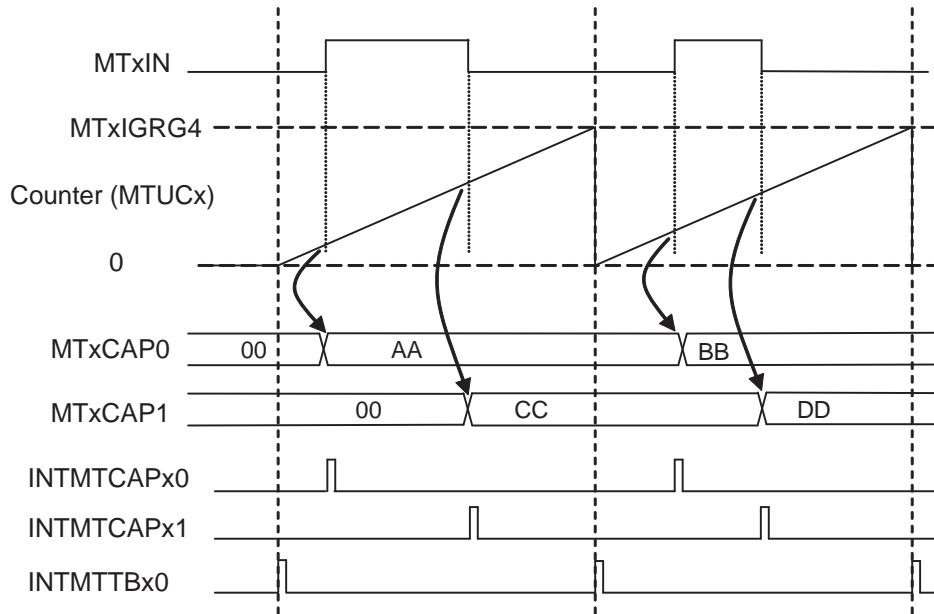 MTxIN
MTxIGRG4
Counter (MTUCx)
0
MTxCAP0 00 AA BB
MTxCAP1 00 CC DD
INTMTCAPx0
INTMTCAPx1
INTMTTBx0